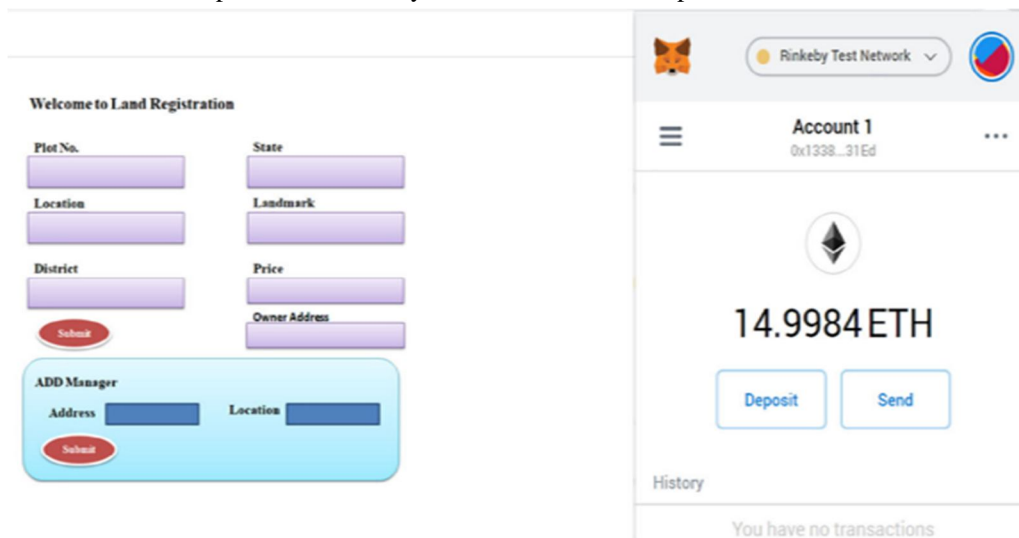 Welcome to Land Registration
Plot No. State
Location Landmark
District Price
Submit Owner Address
ADD Manager
Address Location
Submit
Rinkeby Test Network
Account 1
0x1338...31Ed
14.9984 ETH
Deposit Send
History
You have no transactions